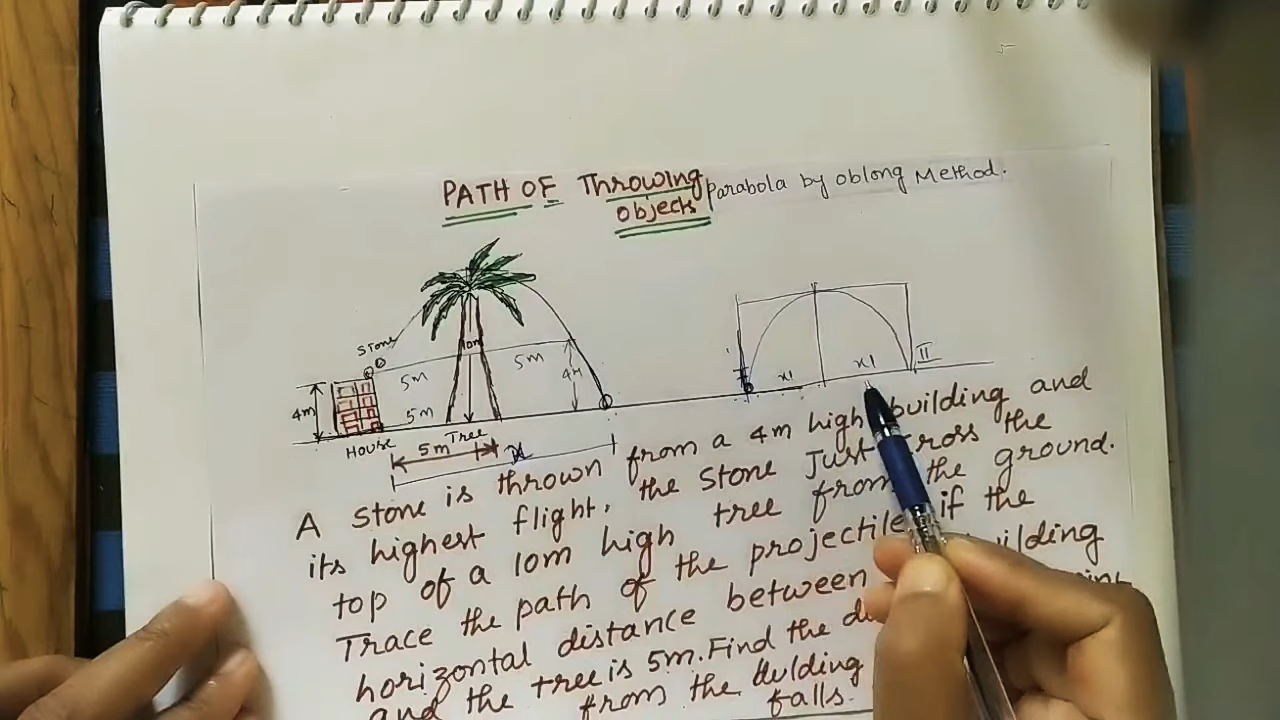 PATH OF Throwing Parabola by Oblong Method.
Objects
Stone
10m
5m
5m
4M
4m
5m
House
Tree
5m
x1
x1
II
A stone is thrown from a 4m high building and
its highest flight, the stone Just cross the
top of a 10m high tree from the ground.
Trace the path of the projectile, if the
horizontal distance between
and the tree is 5m. Find the
from the building
falls.